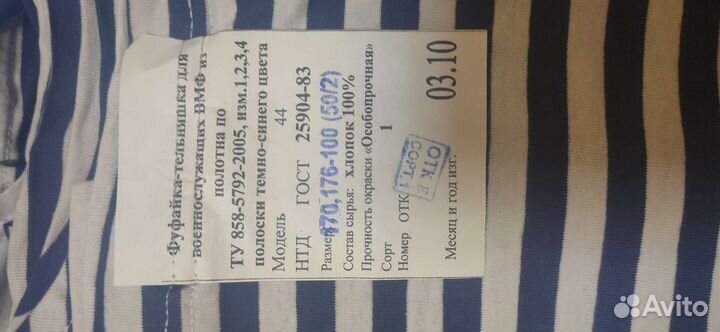 Фуфайка-тельняшка для
военнослужащих ВМФ из
полотна по
ТУ 858-5792-2005, изм.1,2,3,4
полоски темно-синего цвета
Модель 44
НТД ГОСТ 25904-83
Размер 170,176-100 (50/2)
Состав сырья: хлопок 100%
Прочность окраски «Особопрочная»
Сорт 1
Номер ОТК
ОТК 2
СОРТ 1
Месяц и год изг. 03.10
Avito